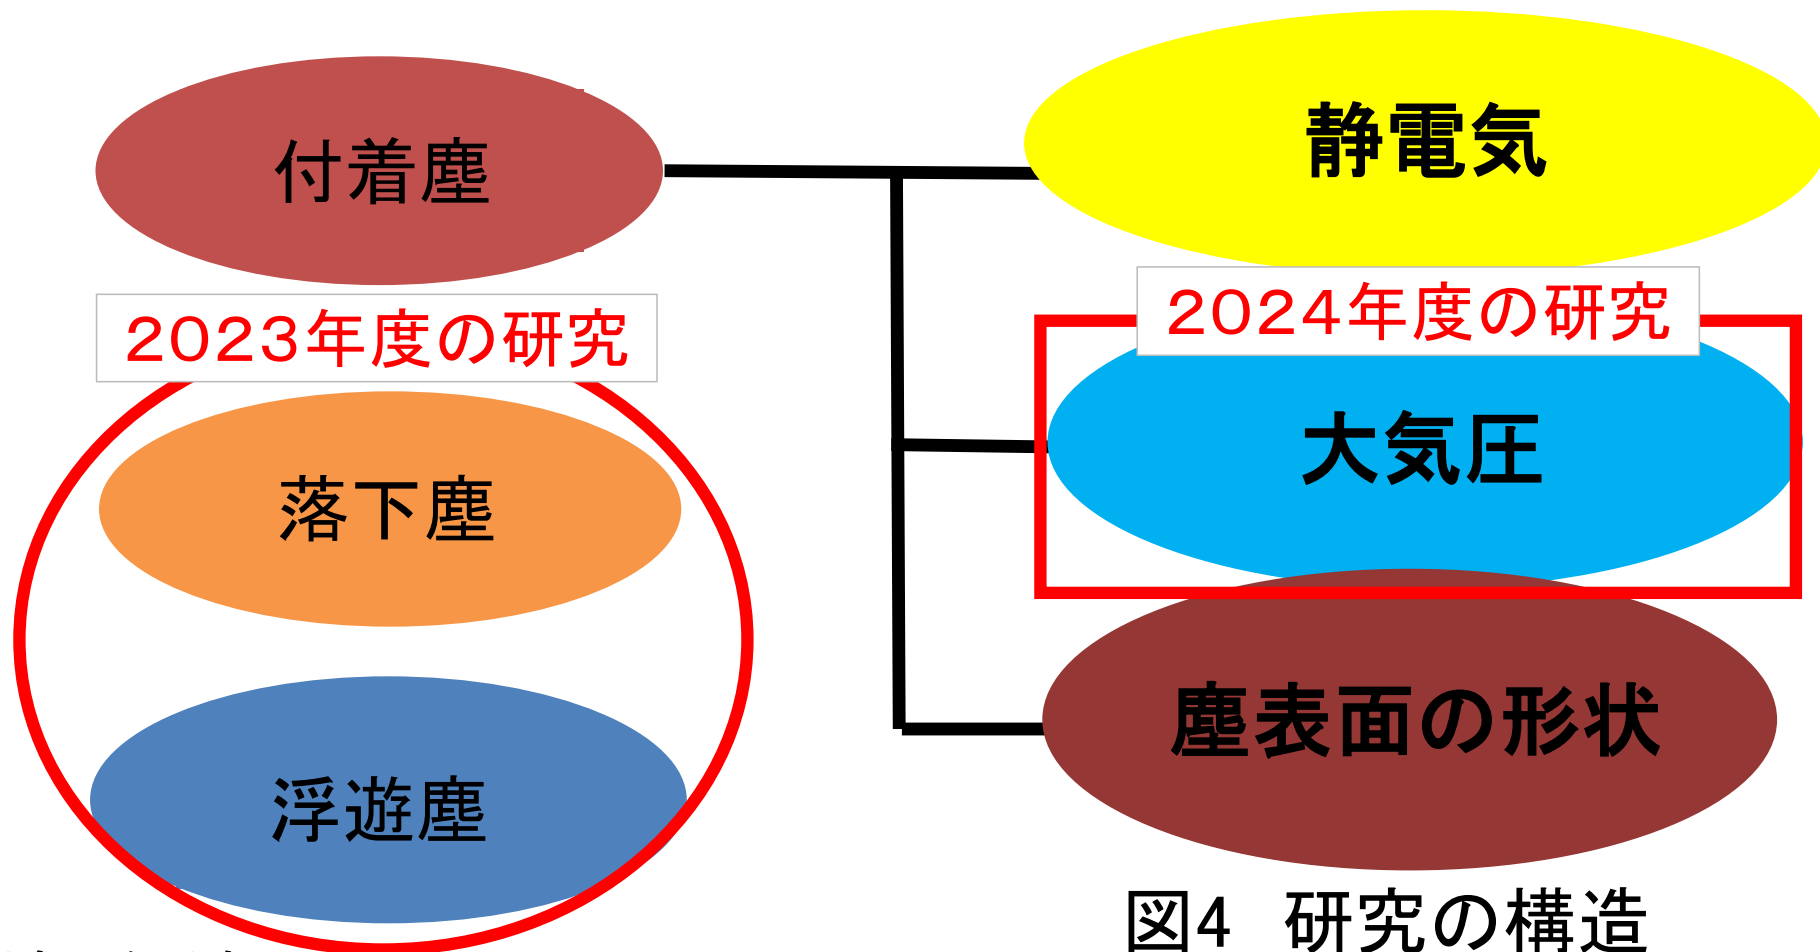 付着塵
2023年度の研究
落下塵
浮遊塵
静電気
2024年度の研究
大気圧
塵表面の形状
図4　研究の構造